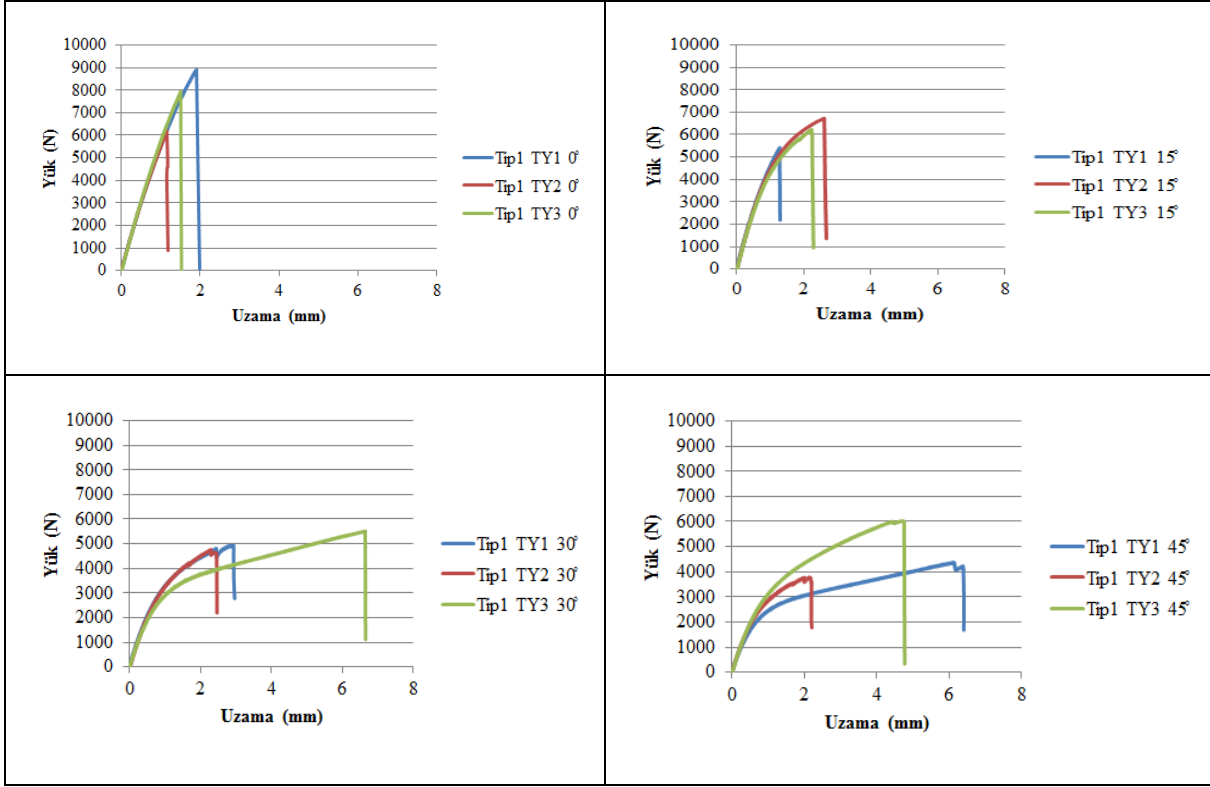 10000
9000
8000
7000
6000
5000
4000
3000
2000
1000
0
Yük (N)
0 2 4 6 8
Uzama (mm)
Tip1 TY1 0°
Tip1 TY2 0°
Tip1 TY3 0°
10000
9000
8000
7000
6000
5000
4000
3000
2000
1000
0
Yük (N)
0 2 4 6 8
Uzama (mm)
Tip1 TY1 15°
Tip1 TY2 15°
Tip1 TY3 15°
10000
9000
8000
7000
6000
5000
4000
3000
2000
1000
0
Yük (N)
0 2 4 6 8
Uzama (mm)
Tip1 TY1 30°
Tip1 TY2 30°
Tip1 TY3 30°
10000
9000
8000
7000
6000
5000
4000
3000
2000
1000
0
Yük (N)
0 2 4 6 8
Uzama (mm)
Tip1 TY1 45°
Tip1 TY2 45°
Tip1 TY3 45°